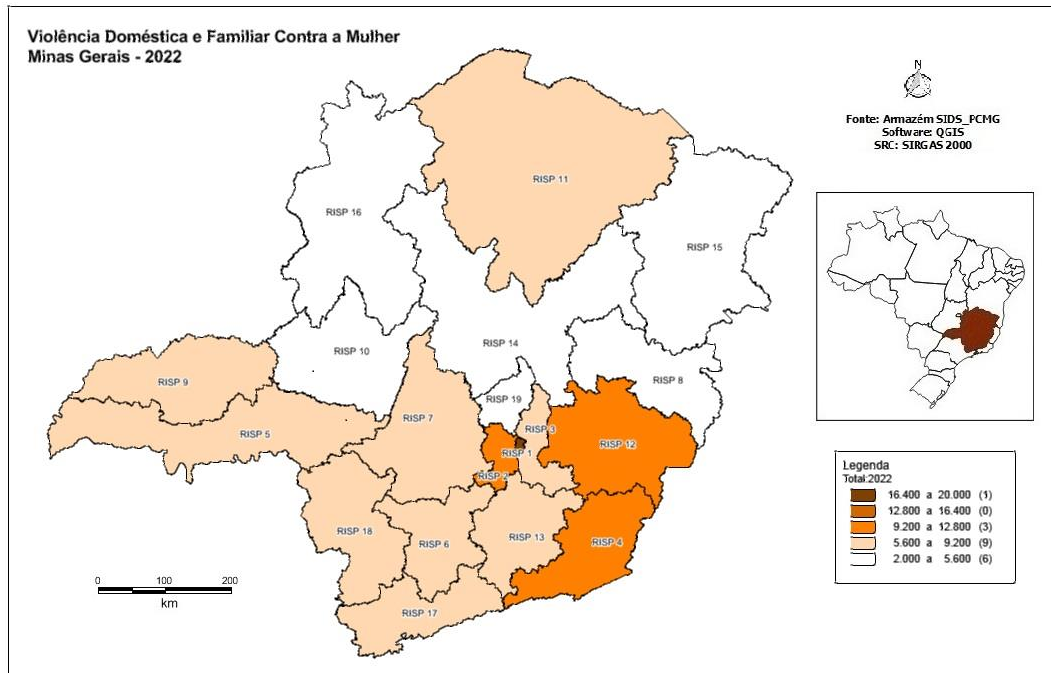 Violência Doméstica e Familiar Contra a Mulher
Minas Gerais - 2022
N
Fonte: Armazém SIDS_PCMG
Software: QGIS
SRC: SIRGAS 2000
RISP 11
RISP 16
RISP 15
RISP 14
RISP 10
RISP 8
RISP 9
RISP 19
RISP 7
RISP 3
RISP 5
RISP 12
RISP 1
RISP 2
RISP 18
RISP 6
RISP 13
RISP 4
RISP 17
Legenda
Total:2022
16.400 a 20.000 (1)
12.800 a 16.400 (0)
9.200 a 12.800 (3)
5.600 a 9.200 (9)
2.000 a 5.600 (6)
0 100 200
km